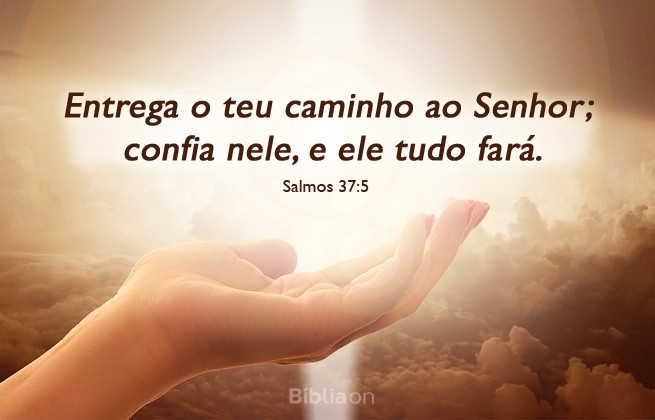 Entrega o teu caminho ao Senhor;
confia nele, e ele tudo fará.
Salmos 37:5
Bíbliaon